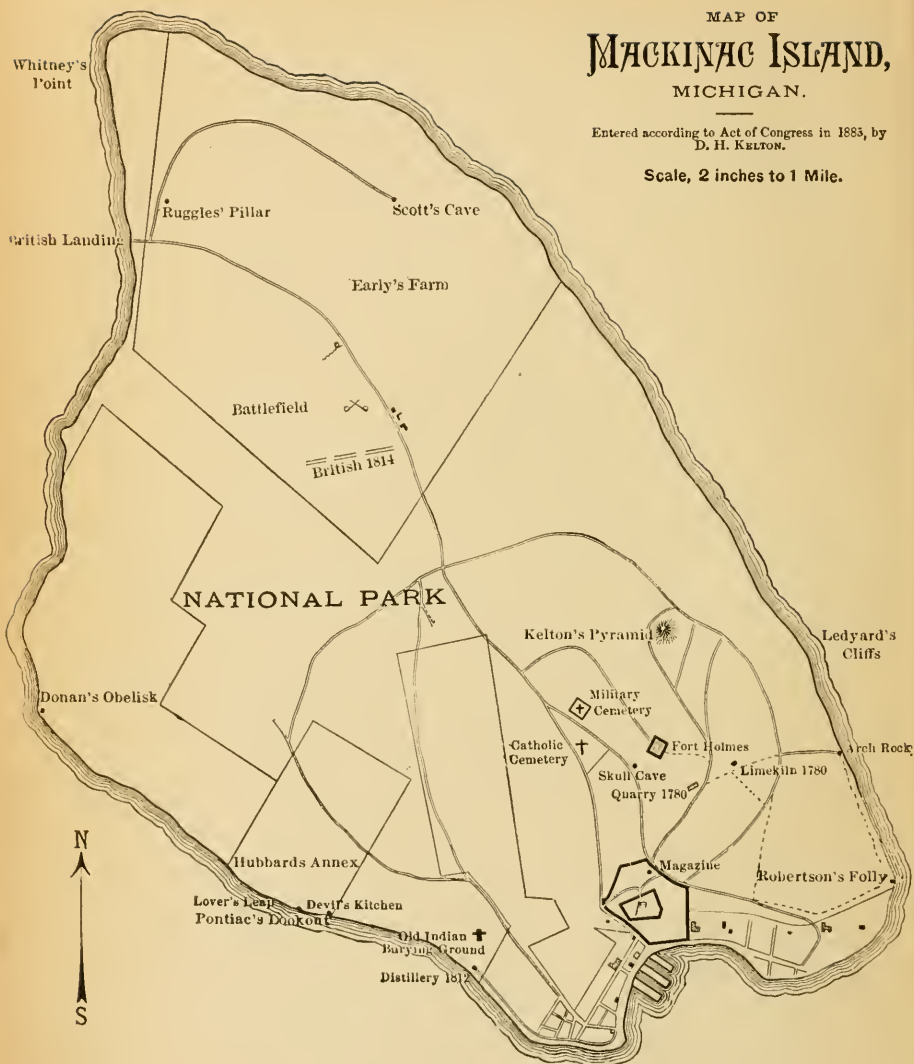 MAP OF
MACKINAC ISLAND,
MICHIGAN.
Entered according to Act of Congress in 1885, by
D. H. KELTON.
Scale, 2 inches to 1 Mile.
Whitney's
Point
Ruggles' Pillar
Scott's Cave
British Landing
Early's Farm
Battlefield
British 1814
NATIONAL PARK
Kelton's Pyramid
Ledyard's
Cliffs
Donan's Obelisk
Military
Cemetery
Catholic
Cemetery
Fort Holmes
Arch Rock
Skull Cave
Limekiln 1780
Quarry 1780
N
Hubbards Annex
Magazine
Robertson's Folly
Lover's Leap
Devil's Kitchen
Pontiac's Lookout
Old Indian
Burying Ground
Distillery 1812
S